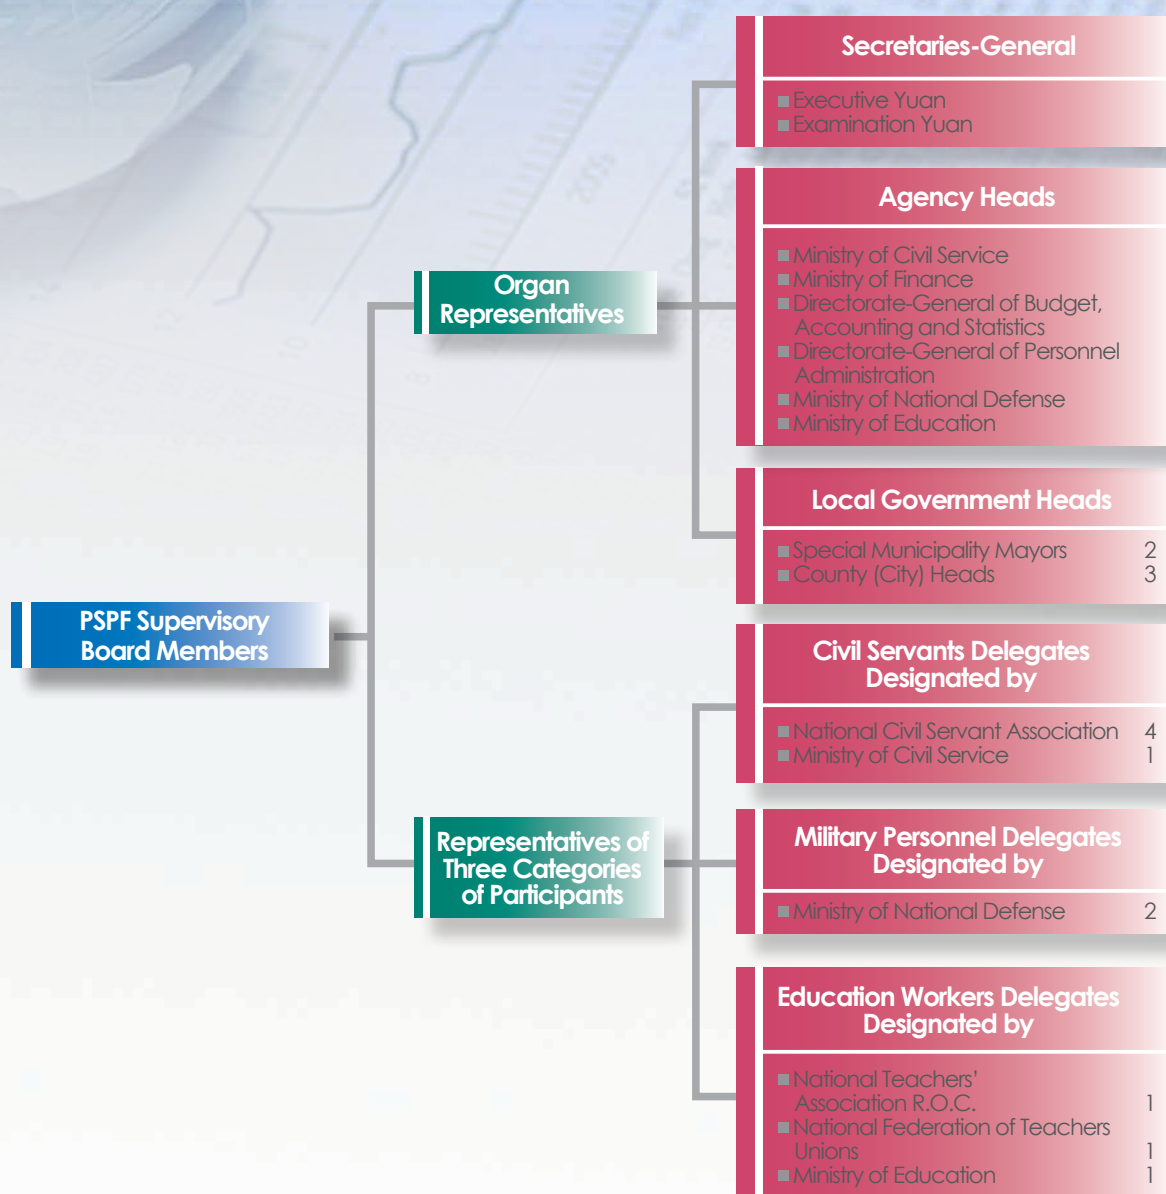 Secretaries-General
Executive Yuan
Examination Yuan
Agency Heads
Ministry of Civil Service
Ministry of Finance
Directorate-General of Budget,
Accounting and Statistics
Directorate-General of Personnel
Administration
Ministry of National Defense
Ministry of Education
Organ
Representatives
Local Government Heads
Special Municipality Mayors 2
County (City) Heads 3
PSPF Supervisory
Board Members
Civil Servants Delegates
Designated by
National Civil Servant Association 4
Ministry of Civil Service 1
Representatives of
Three Categories
of Participants
Military Personnel Delegates
Designated by
Ministry of National Defense 2
Education Workers Delegates
Designated by
National Teachers'
Association R.O.C. 1
National Federation of Teachers
Unions 1
Ministry of Education 1
2005
12
10